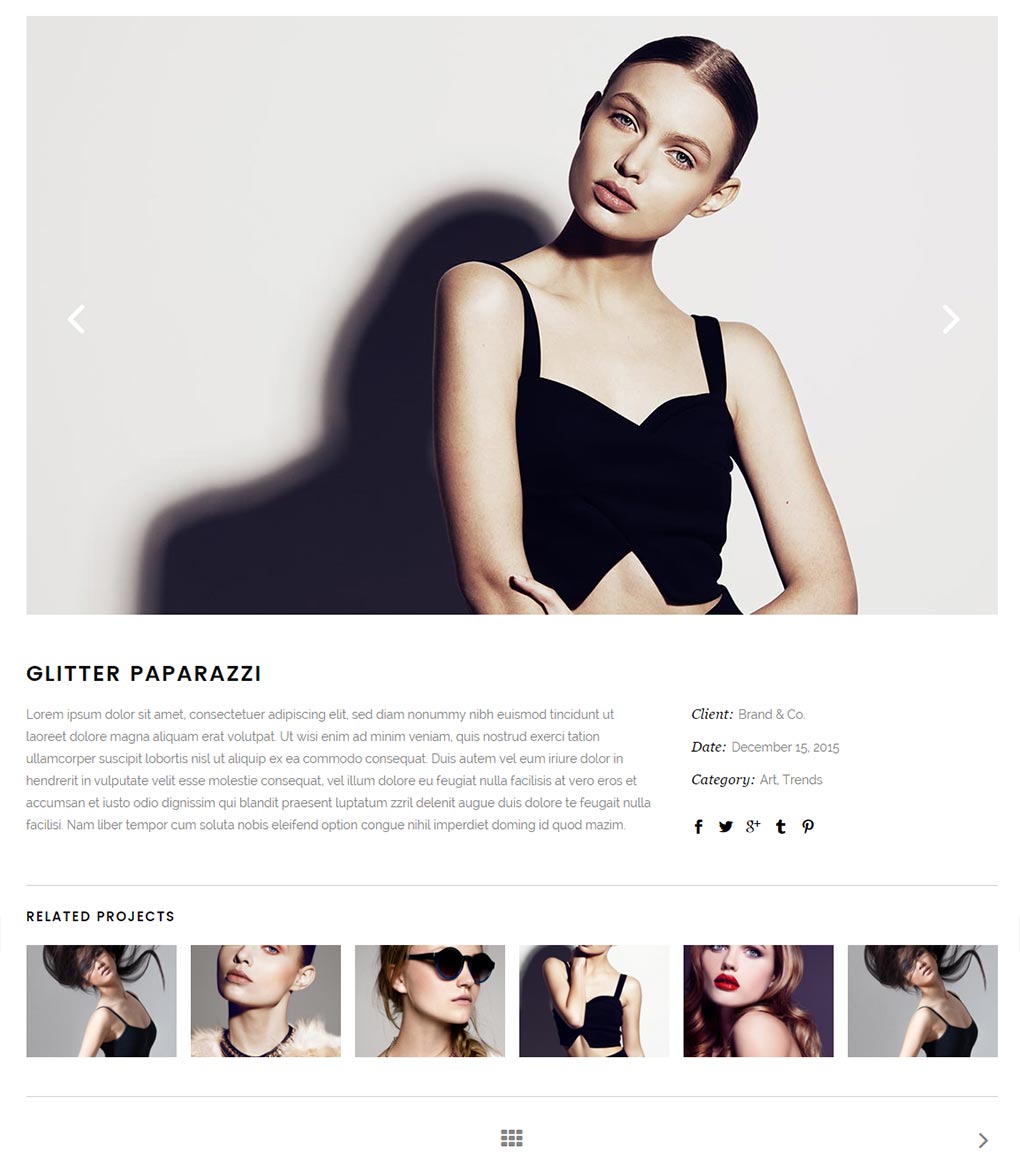 GLITTER PAPARAZZI
Lorem ipsum dolor sit amet, consectetuer adipiscing elit, sed diam nonummy nibh euismod tincidunt ut
laoreet dolore magna aliquam erat volutpat. Ut wisi enim ad minim veniam, quis nostrud exerci tation
ullamcorper suscipit lobortis nisl ut aliquip ex ea commodo consequat. Duis autem vel eum iriure dolor in
hendrerit in vulputate velit esse molestie consequat, vel illum dolore eu feugiat nulla facilisis at vero eros et
accumsan et iusto odio dignissim qui blandit praesent luptatum zzril delenit augue duis dolore te feugait nulla
facilisi. Nam liber tempor cum soluta nobis eleifend option congue nihil imperdiet doming id quod mazim.
Client: Brand & Co.
Date: December 15, 2015
Category: Art, Trends
RELATED PROJECTS